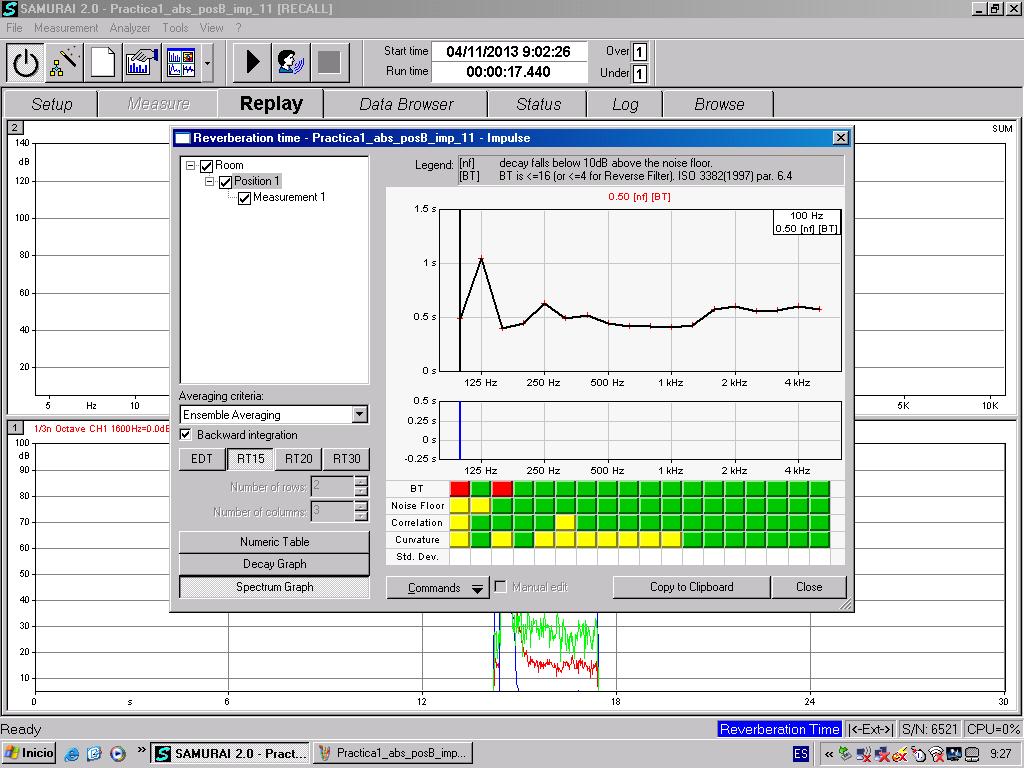 SAMURAI 2.0 - Practica1_abs_posB_imp_11 [RECALL]
File Measurement Analyzer Tools View ?
Start time 04/11/2013 9:02:26 Over 1
Run time 00:00:17.440 Under 1
Setup Measure Replay Data Browser Status Log Browse
2 SUM
140
dB
120
100
80
60
40
20
5 Hz 10 5K 10K
Reverberation time - Practica1_abs_posB_imp_11 - Impulse
Room
Position 1
Measurement 1
Legend: [nf] decay falls below 10dB above the noise floor.
[BT] BT is <=16 (or <=4 for Reverse Filter). ISO 3382(1997) par. 6.4
0.50 [nf] [BT]
1.5 s
100 Hz
0.50 [nf] [BT]
1 s
0.5 s
0 s
125 Hz 250 Hz 500 Hz 1 kHz 2 kHz 4 kHz
0.5 s
0.25 s
0 s
-0.25 s
125 Hz 250 Hz 500 Hz 1 kHz 2 kHz 4 kHz
BT
Noise Floor
Correlation
Curvature
Std. Dev.
Averaging criteria:
Ensemble Averaging
Backward integration
EDT RT15 RT20 RT30
Number of rows: 2
Number of columns: 3
Numeric Table
Decay Graph
Spectrum Graph
Commands Manual edit Copy to Clipboard Close
1 1/3n Octave CH1 1600Hz=0.0dB
100
dB
90
80
70
60
50
40
30
20
10
0 s 6 12 18 24 30
Ready Reverberation Time |<-Ext->| S/N: 6521 CPU=0%
Inicio » SAMURAI 2.0 - Pract... Practica1_abs_posB_imp... ES « 9:27